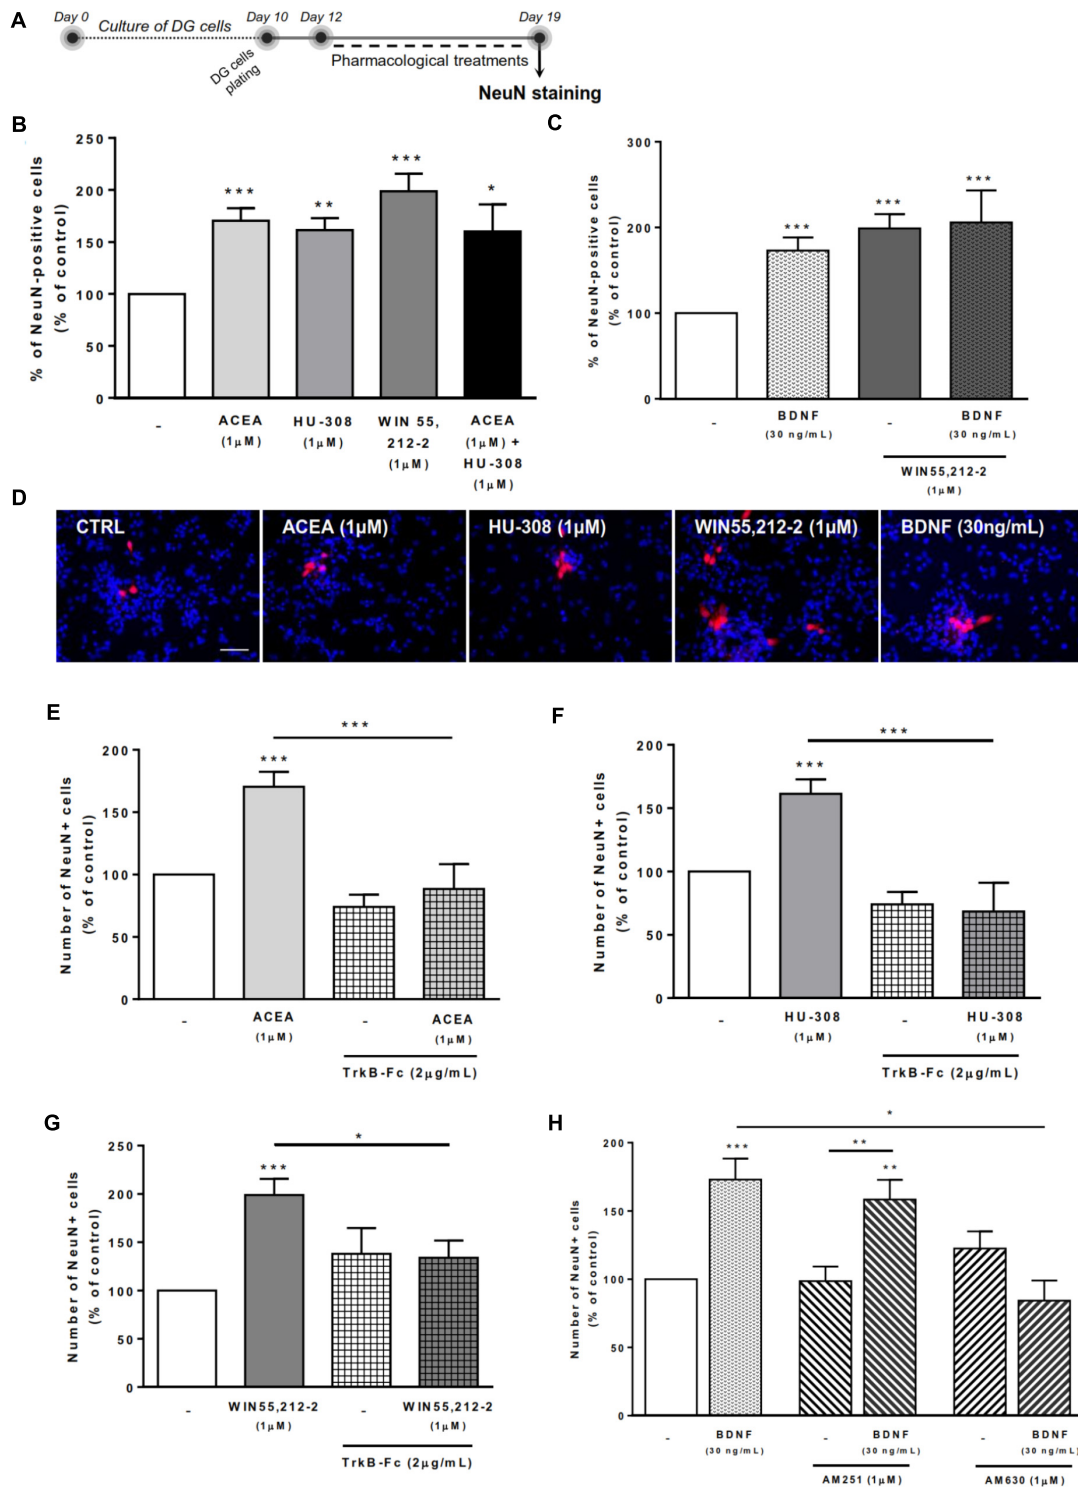 A
Day 0
Day 10
Day 12
Day 19
Culture of DG cells
DG cells
plating
Pharmacological treatments
NeuN staining
B
% of NeuN-positive cells
(% of control)
250
200
150
100
50
0
***
**
***
*
-
ACEA
(1µM)
HU-308
(1µM)
WIN 55,
212-2
(1µM)
ACEA
(1µM) +
HU-308
(1µM)
C
% of NeuN-positive cells
(% of control)
300
200
100
0
***
***
***
-
BDNF
(30 ng/mL)
-
BDNF
(30 ng/mL)
WIN55,212-2
(1µM)
D
CTRL
ACEA (1µM)
HU-308 (1µM)
WIN55,212-2 (1µM)
BDNF (30ng/mL)
E
Number of NeuN+ cells
(% of control)
200
150
100
50
0
***
***
-
ACEA
(1µM)
-
ACEA
(1µM)
TrkB-Fc (2µg/mL)
F
Number of NeuN+ cells
(% of control)
200
150
100
50
0
***
***
-
HU-308
(1µM)
-
HU-308
(1µM)
TrkB-Fc (2µg/mL)
G
Number of NeuN+ cells
(% of control)
250
200
150
100
50
0
***
*
-
WIN55,212-2
(1µM)
-
WIN55,212-2
(1µM)
TrkB-Fc (2µg/mL)
H
Number of NeuN+ cells
(% of control)
200
150
100
50
0
*
***
**
**
-
BDNF
(30 ng/mL)
-
BDNF
(30 ng/mL)
-
BDNF
(30 ng/mL)
AM251 (1µM)
AM630 (1µM)